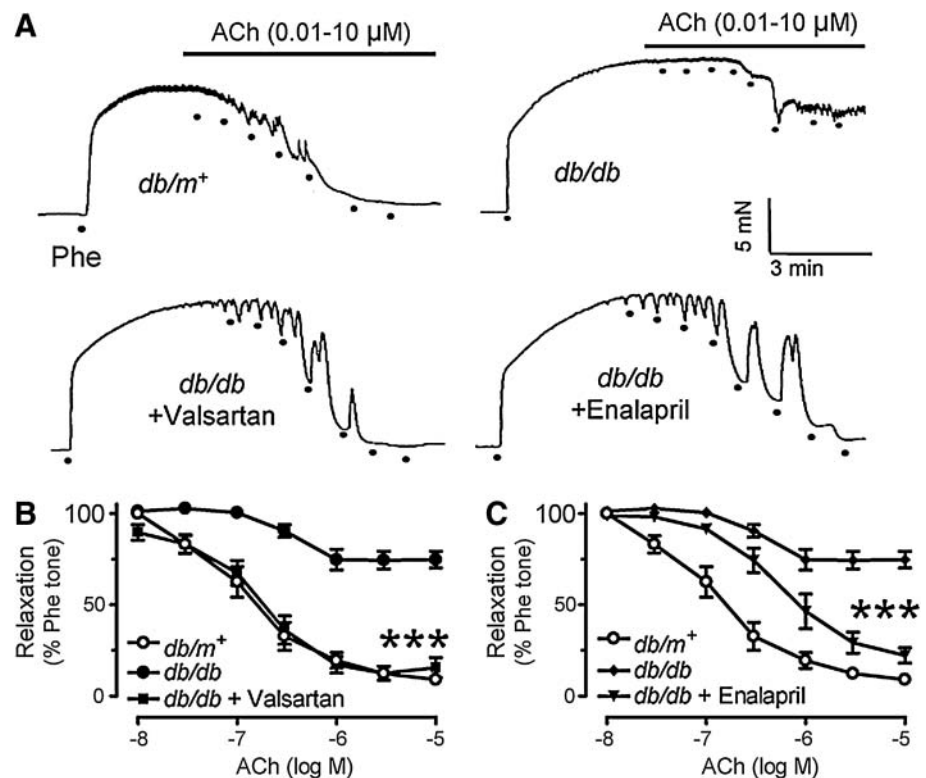 A
ACh (0.01-10 µM)
ACh (0.01-10 µM)
db/m+
db/db
Phe
5 mN
3 min
db/db
+Valsartan
db/db
+Enalapril
B
Relaxation
(% Phe tone)
100
50
0
***
db/m+
db/db
db/db + Valsartan
-8 -7 -6 -5
ACh (log M)
C
Relaxation
(% Phe tone)
100
50
0
***
db/m+
db/db
db/db + Enalapril
-8 -7 -6 -5
ACh (log M)